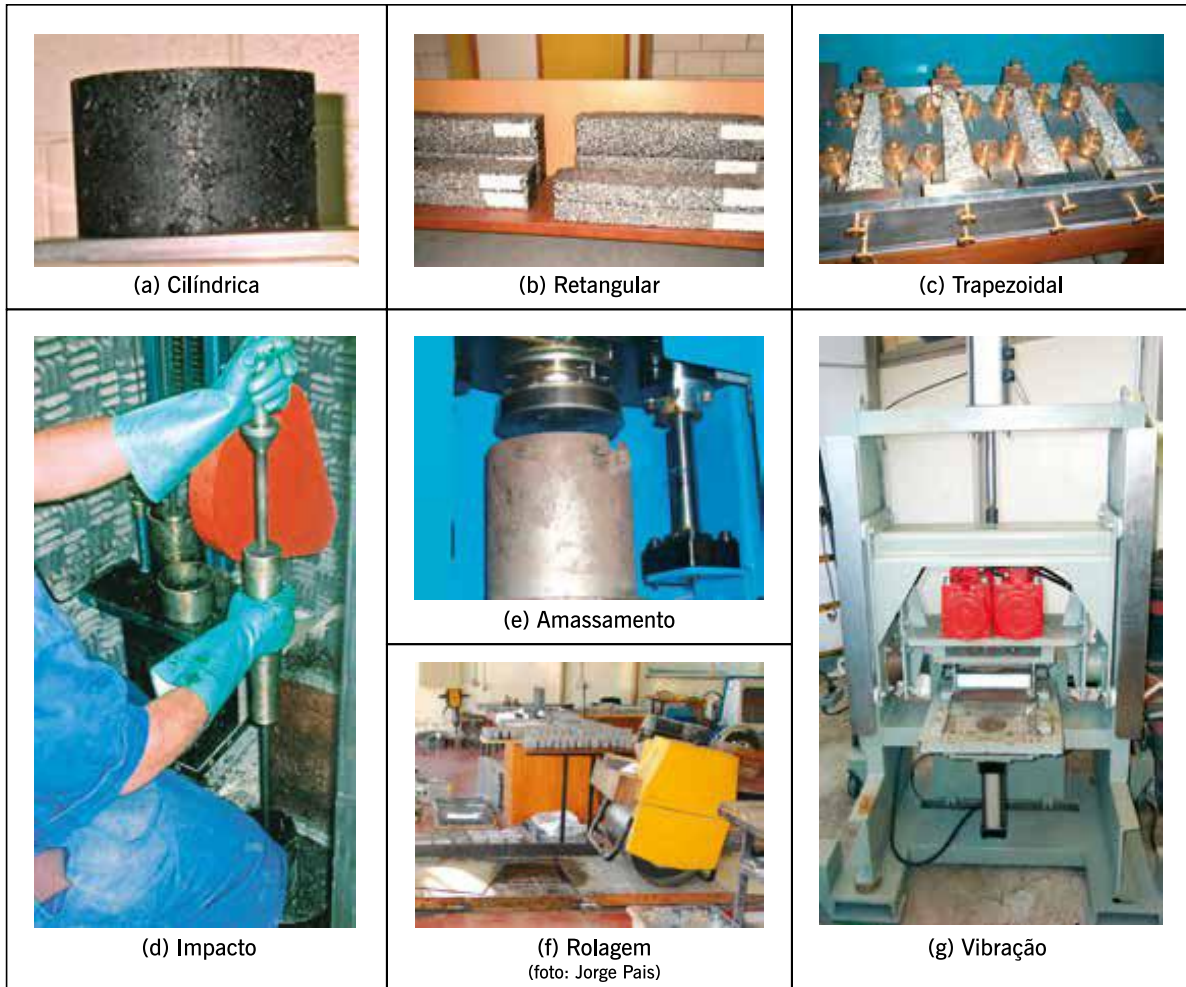 (a) Cilíndrica
(b) Retangular
(c) Trapezoidal
(d) Impacto
(e) Amassamento
(f) Rolagem
(foto: Jorge Pais)
(g) Vibração